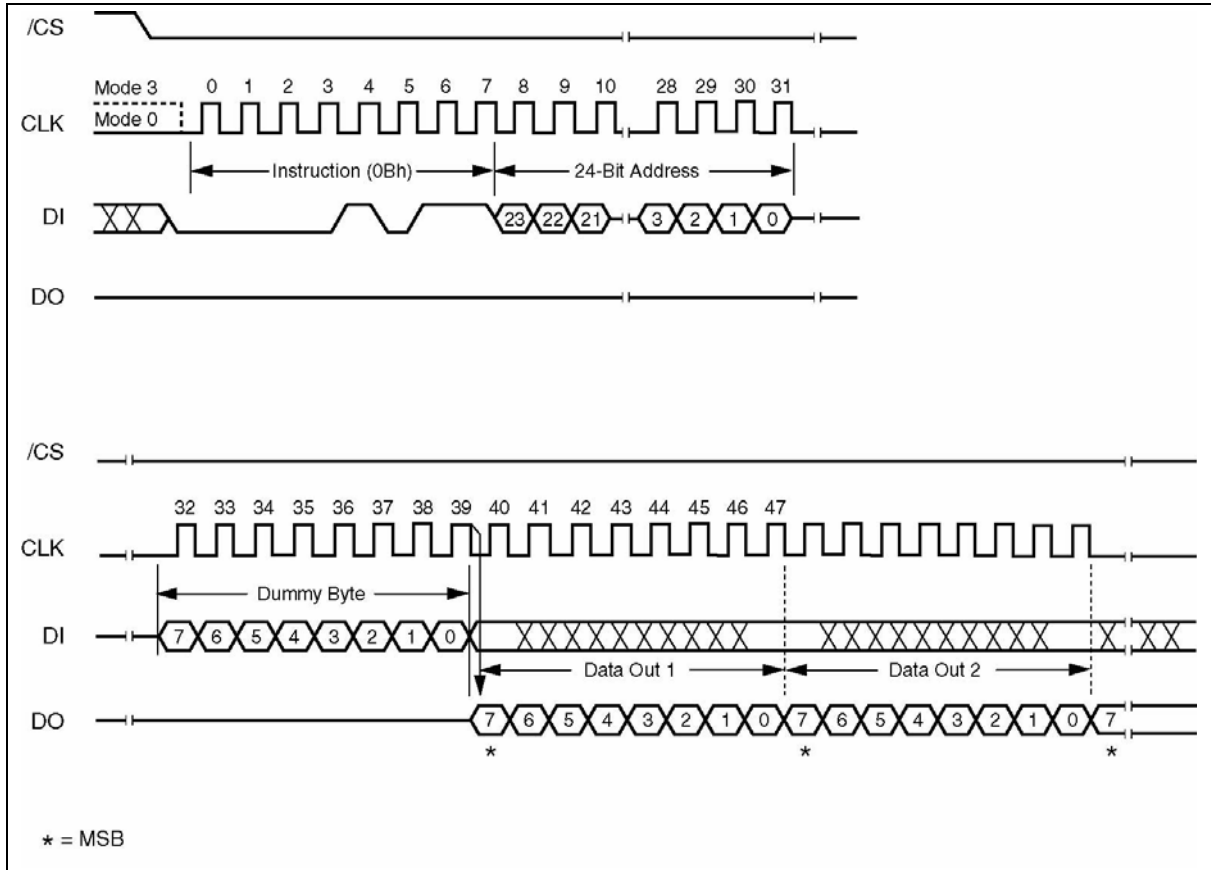 /CS
Mode 3 0 1 2 3 4 5 6 7 8 9 10 28 29 30 31
CLK Mode 0
Instruction (0Bh) 24-Bit Address
DI 23 22 21 3 2 1 0
DO
/CS
32 33 34 35 36 37 38 39 40 41 42 43 44 45 46 47
CLK
Dummy Byte
DI 7 6 5 4 3 2 1 0
Data Out 1 Data Out 2
DO 7 6 5 4 3 2 1 0 7 6 5 4 3 2 1 0 7
* * *
* = MSB